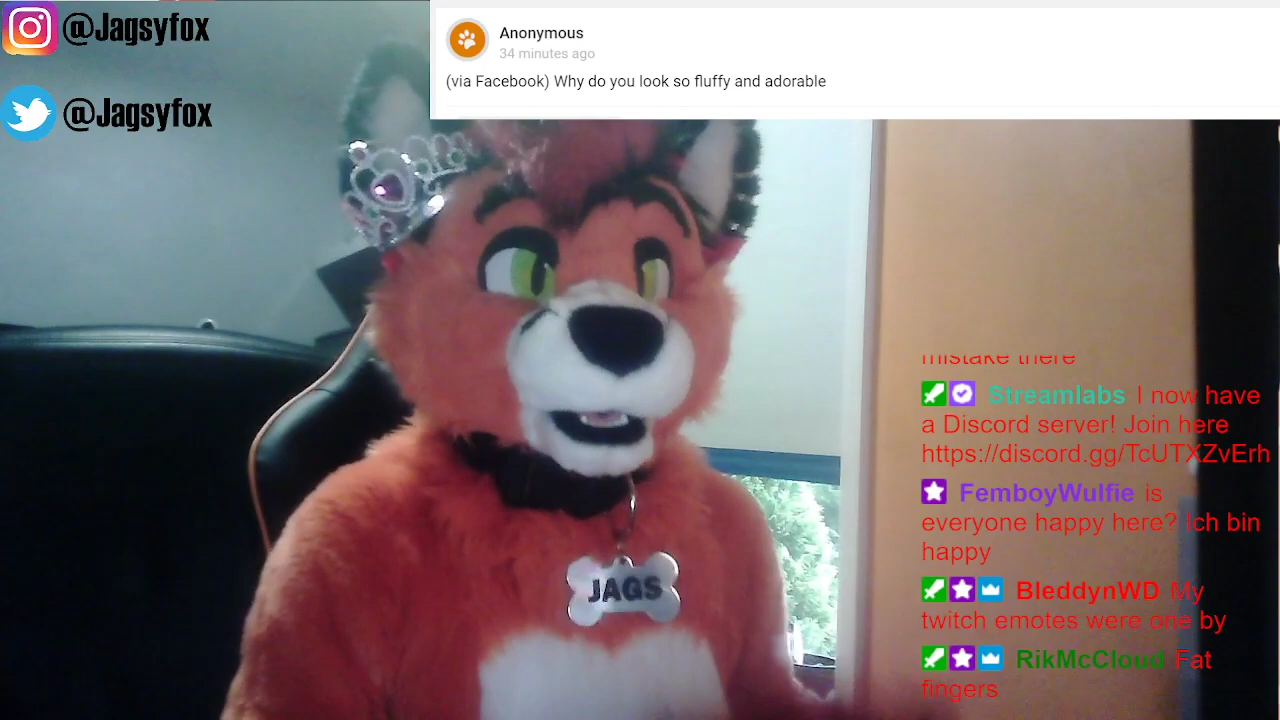 @Jagsyfox
@Jagsyfox
Anonymous
34 minutes ago
(via Facebook) Why do you look so fluffy and adorable
JAGS
mistake there
Streamlabs I now have
a Discord server! Join here
https://discord.gg/TcUTXZvErh
FemboyWulfie is
everyone happy here? Ich bin
happy
BleddynWD My
twitch emotes were one by
RikMcCloud Fat
fingers